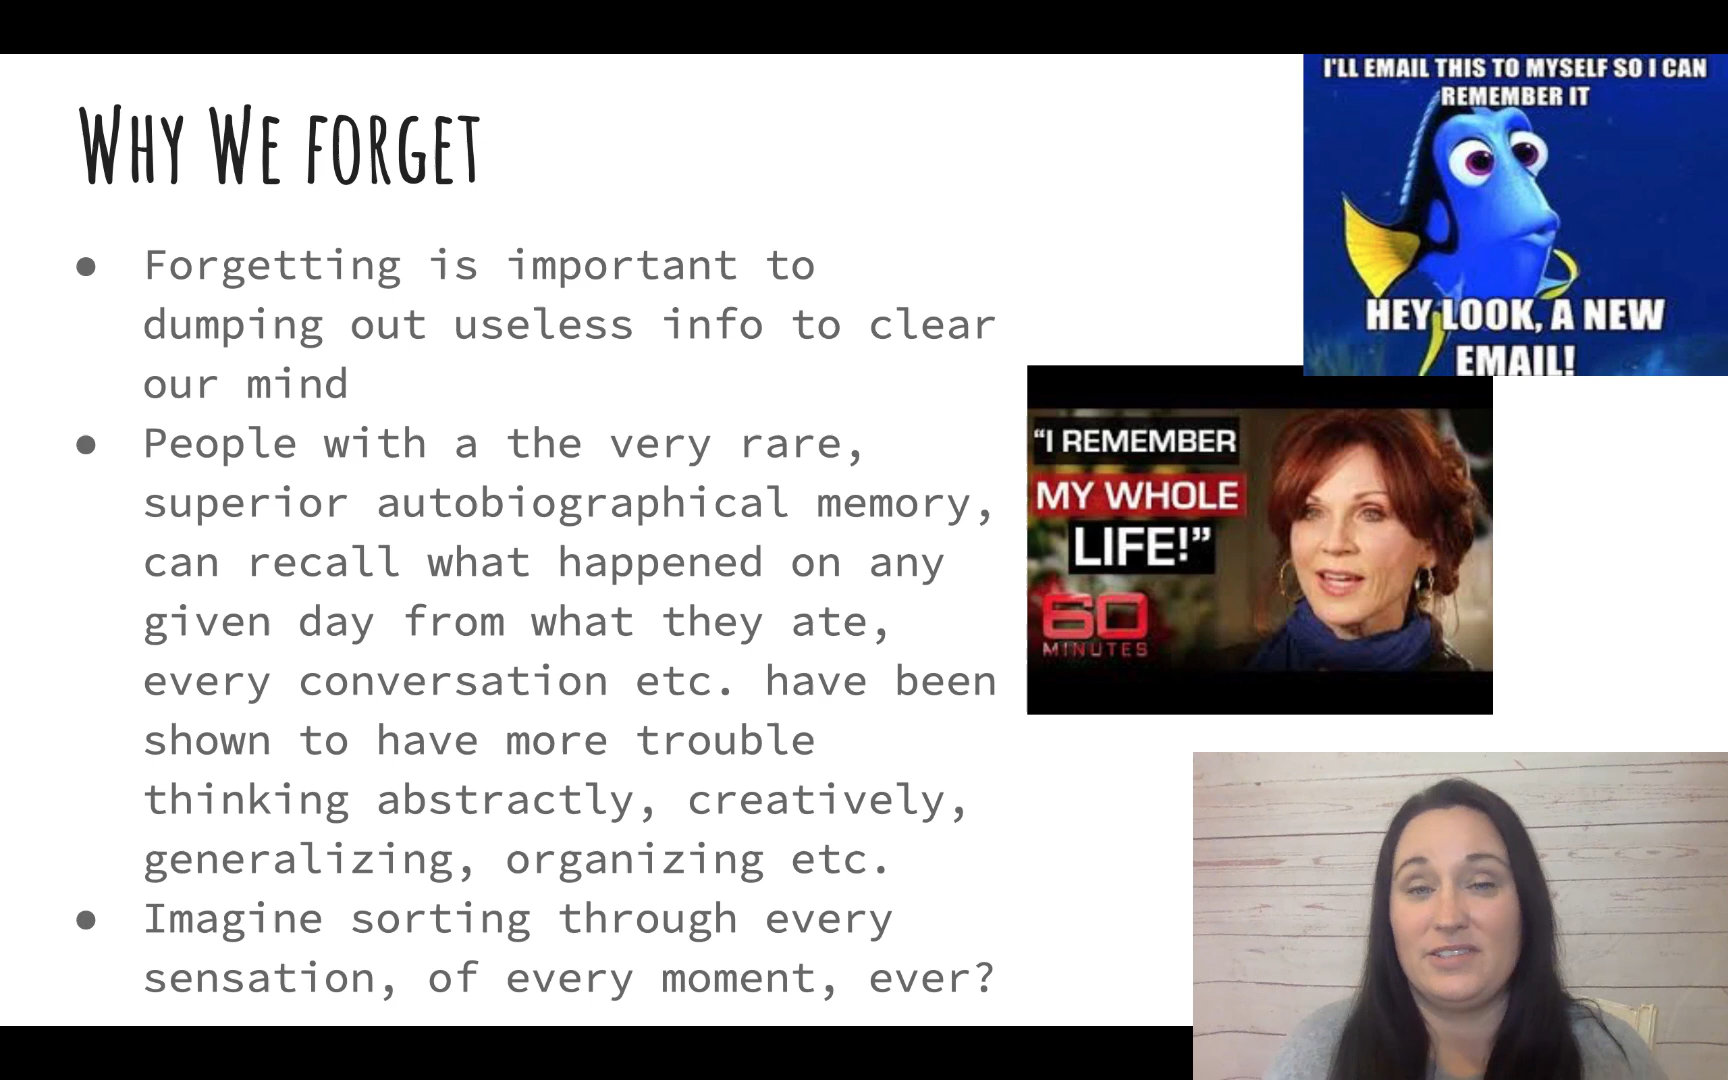 WHY WE FORGET
● Forgetting is important to
dumping out useless info to clear
our mind
● People with a the very rare,
superior autobiographical memory,
can recall what happened on any
given day from what they ate,
every conversation etc. have been
shown to have more trouble
thinking abstractly, creatively,
generalizing, organizing etc.
● Imagine sorting through every
sensation, of every moment, ever?
I'LL EMAIL THIS TO MYSELF SO I CAN
REMEMBER IT
HEY LOOK, A NEW
EMAIL!
“I REMEMBER
MY WHOLE
LIFE!”
60
MINUTES